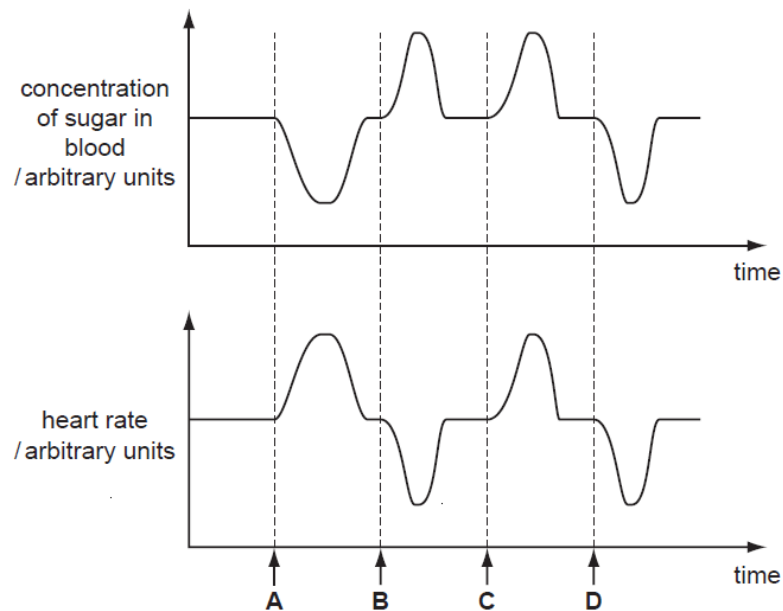 concentration
of sugar in
blood
/ arbitrary units
time
heart rate
/ arbitrary units
time
A B C D